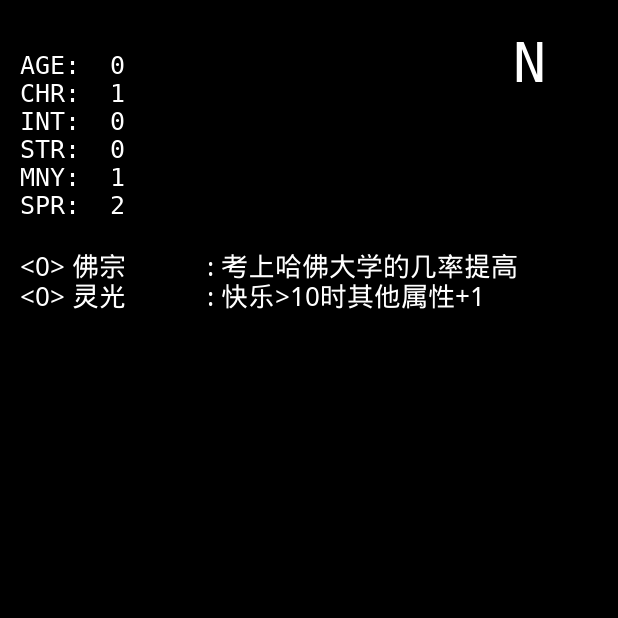 N
AGE: 0
CHR: 1
INT: 0
STR: 0
MNY: 1
SPR: 2
<0> 佛宗 : 考上哈佛大学的几率提高
<0> 灵光 : 快乐>10时其他属性+1